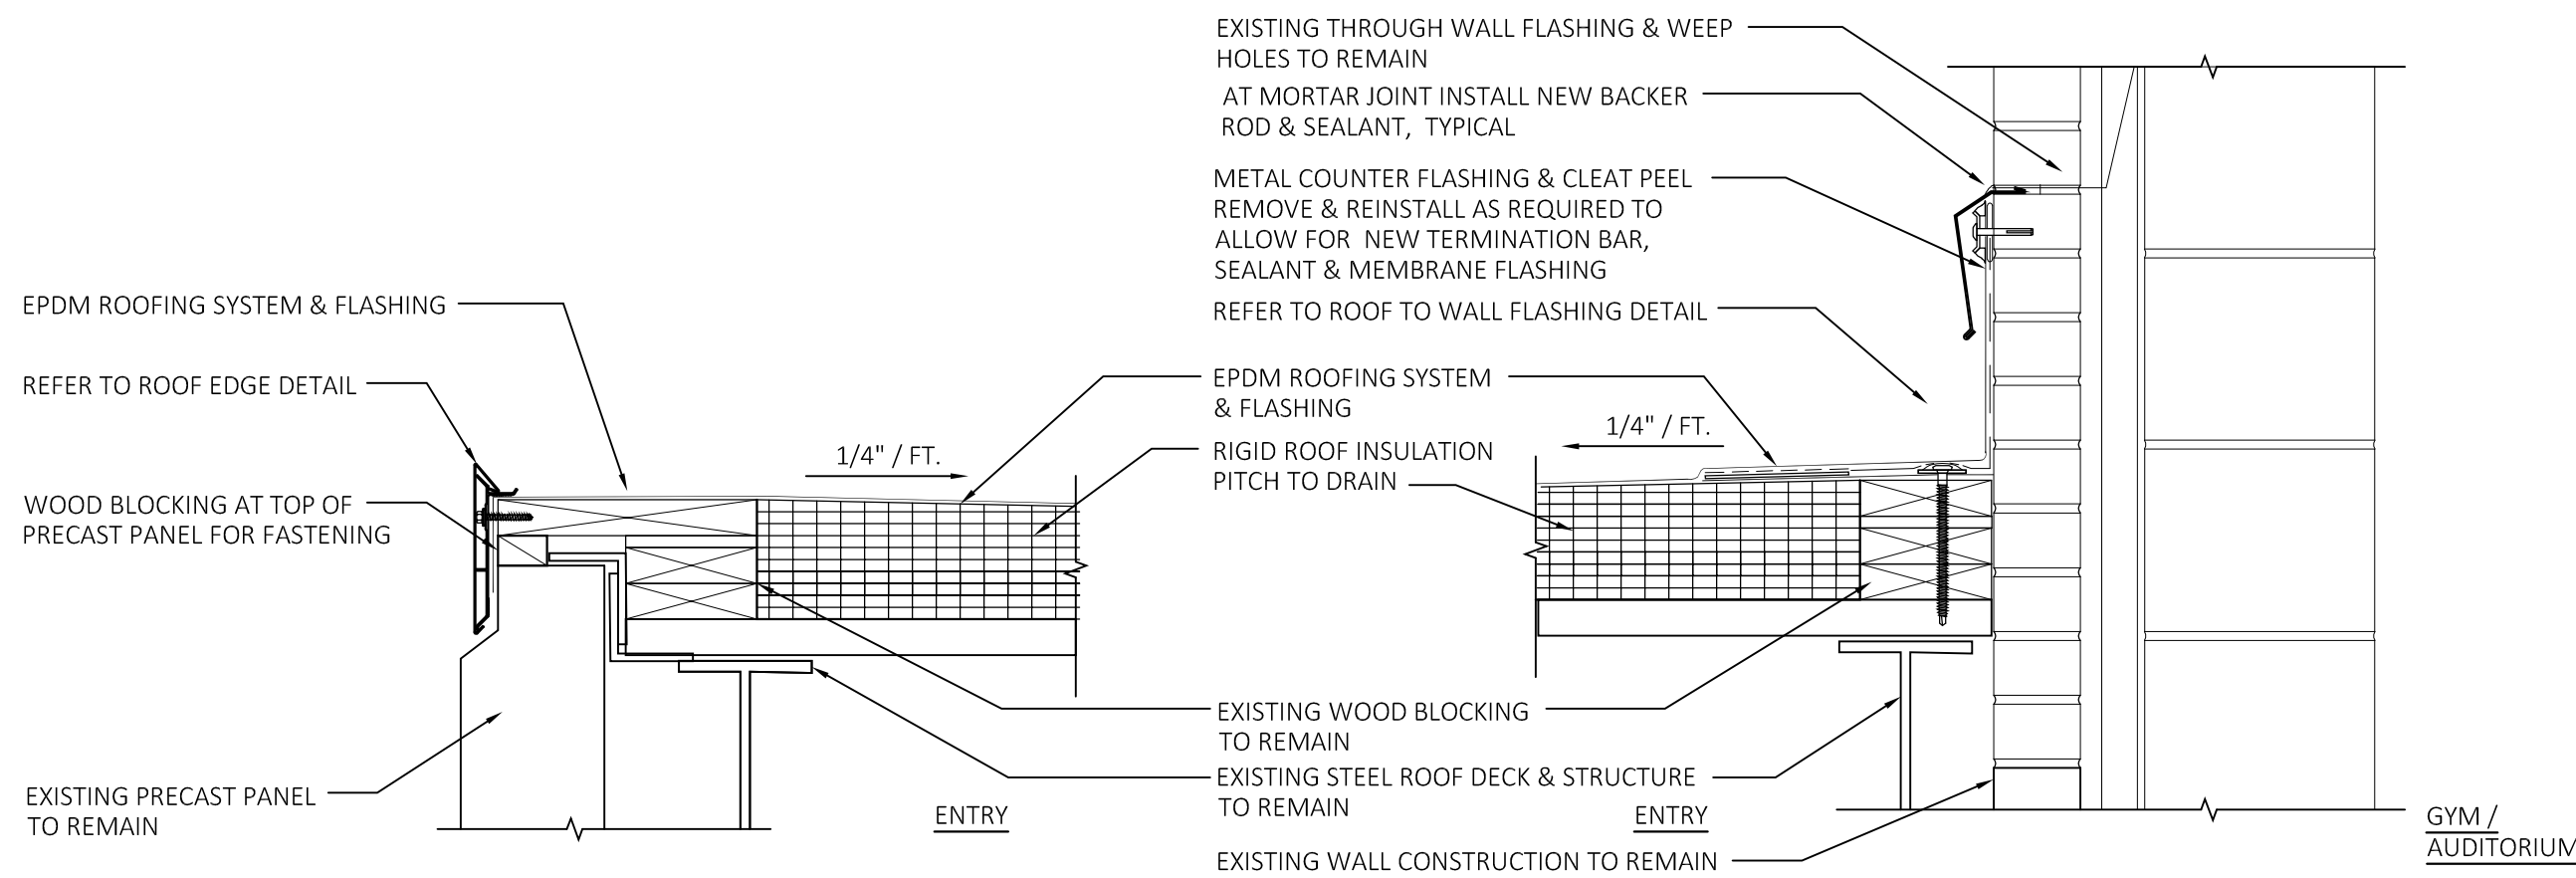 EXISTING THROUGH WALL FLASHING & WEEP
HOLES TO REMAIN
AT MORTAR JOINT INSTALL NEW BACKER
ROD & SEALANT, TYPICAL
METAL COUNTER FLASHING & CLEAT PEEL
REMOVE & REINSTALL AS REQUIRED TO
ALLOW FOR NEW TERMINATION BAR,
SEALANT & MEMBRANE FLASHING
REFER TO ROOF TO WALL FLASHING DETAIL
EPDM ROOFING SYSTEM & FLASHING
REFER TO ROOF EDGE DETAIL
WOOD BLOCKING AT TOP OF
PRECAST PANEL FOR FASTENING
EXISTING PRECAST PANEL
TO REMAIN
1/4" / FT.
EPDM ROOFING SYSTEM
& FLASHING
RIGID ROOF INSULATION
PITCH TO DRAIN
1/4" / FT.
EXISTING WOOD BLOCKING
TO REMAIN
EXISTING STEEL ROOF DECK & STRUCTURE
TO REMAIN
ENTRY
ENTRY
EXISTING WALL CONSTRUCTION TO REMAIN
GYM /
AUDITORIUM